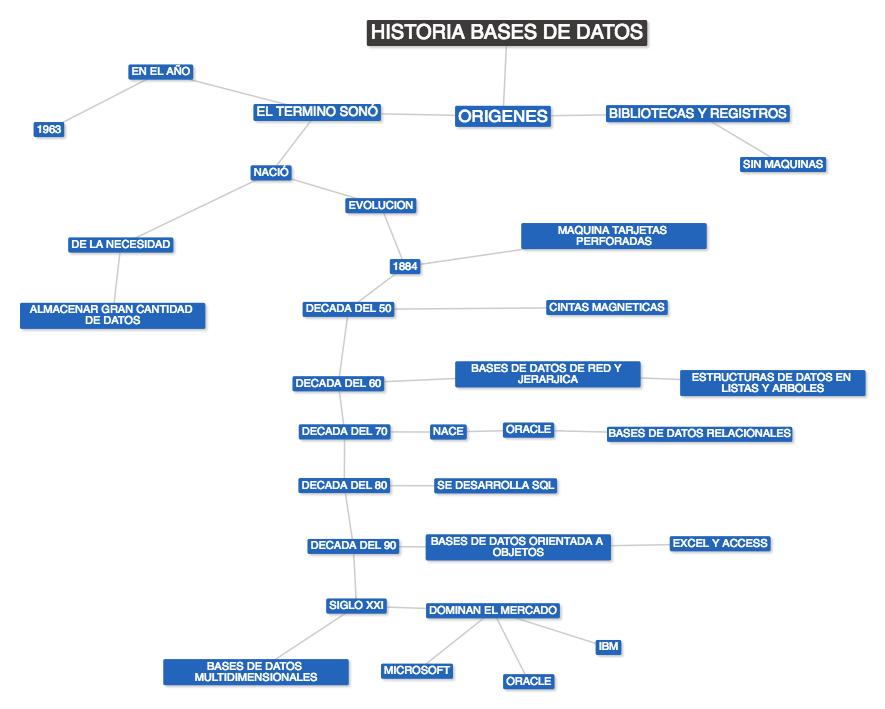 HISTORIA BASES DE DATOS
EN EL AÑO
EL TERMINO SONÓ
ORIGENES
BIBLIOTECAS Y REGISTROS
1963
SIN MAQUINAS
NACIÓ
EVOLUCION
DE LA NECESIDAD
MAQUINA TARJETAS
PERFORADAS
1884
ALMACENAR GRAN CANTIDAD
DE DATOS
DECADA DEL 50
CINTAS MAGNETICAS
DECADA DEL 60
BASES DE DATOS DE RED Y
JERARJICA
ESTRUCTURAS DE DATOS EN
LISTAS Y ARBOLES
DECADA DEL 70
NACE
ORACLE
BASES DE DATOS RELACIONALES
DECADA DEL 80
SE DESARROLLA SQL
DECADA DEL 90
BASES DE DATOS ORIENTADA A
OBJETOS
EXCEL Y ACCESS
SIGLO XXI
DOMINAN EL MERCADO
IBM
BASES DE DATOS
MULTIDIMENSIONALES
MICROSOFT
ORACLE